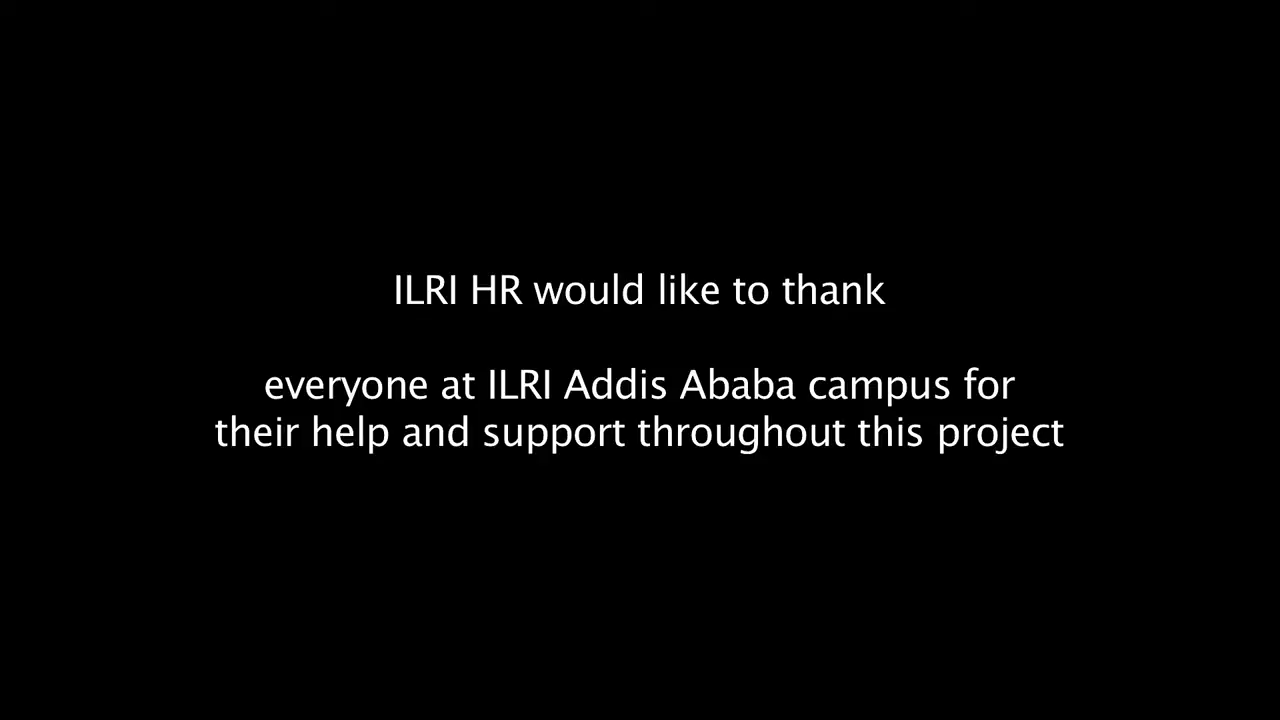 ILRI HR would like to thank
everyone at ILRI Addis Ababa campus for
their help and support throughout this project